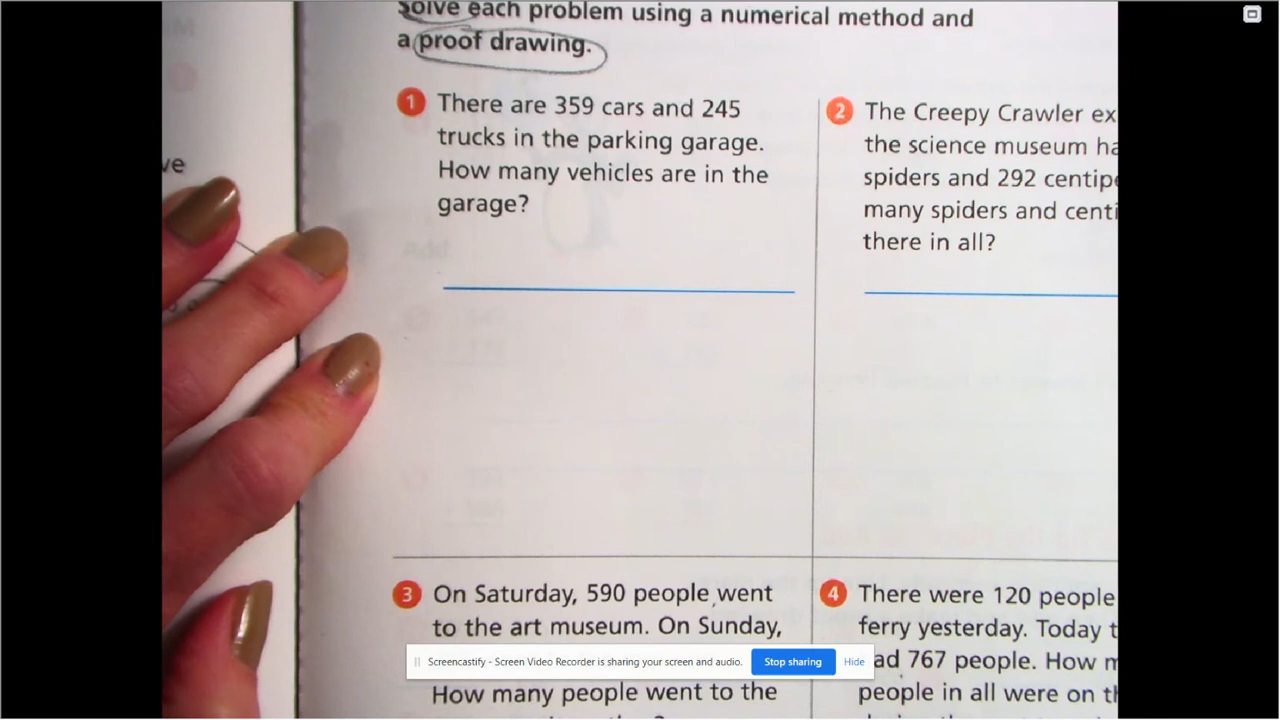 Solve each problem using a numerical method and
a proof drawing.
ve
1 There are 359 cars and 245
trucks in the parking garage.
How many vehicles are in the
garage?
2 The Creepy Crawler ex
the science museum ha
spiders and 292 centipe
many spiders and centi
there in all?
3 On Saturday, 590 people went
to the art museum. On Sunday,
How many people went to the
4 There were 120 people
ferry yesterday. Today t
ad 767 people. How m
people in all were on th
Screencastify - Screen Video Recorder is sharing your screen and audio. Stop sharing Hide